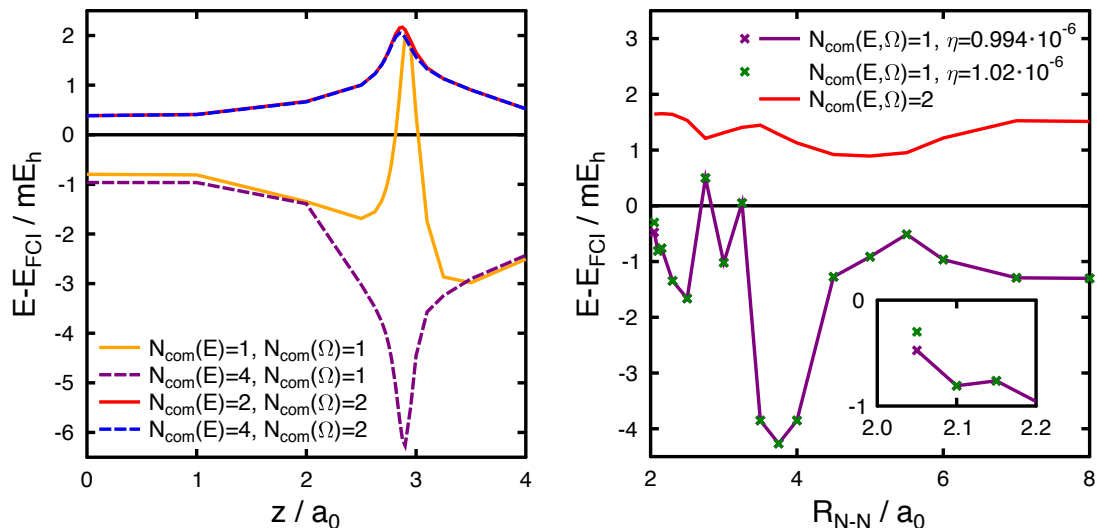 E-E_FCI / mE_h
2
1
0
-1
-2
-3
-4
-5
-6
N_com(E)=1, N_com(Ω)=1
N_com(E)=4, N_com(Ω)=1
N_com(E)=2, N_com(Ω)=2
N_com(E)=4, N_com(Ω)=2
0 1 2 3 4
z / a_0
E-E_FCI / mE_h
3
2
1
0
-1
-2
-3
-4
N_com(E,Ω)=1, η=0.994·10^-6
N_com(E,Ω)=1, η=1.02·10^-6
N_com(E,Ω)=2
0
-1
2.0 2.1 2.2
2 4 6 8
R_N-N / a_0